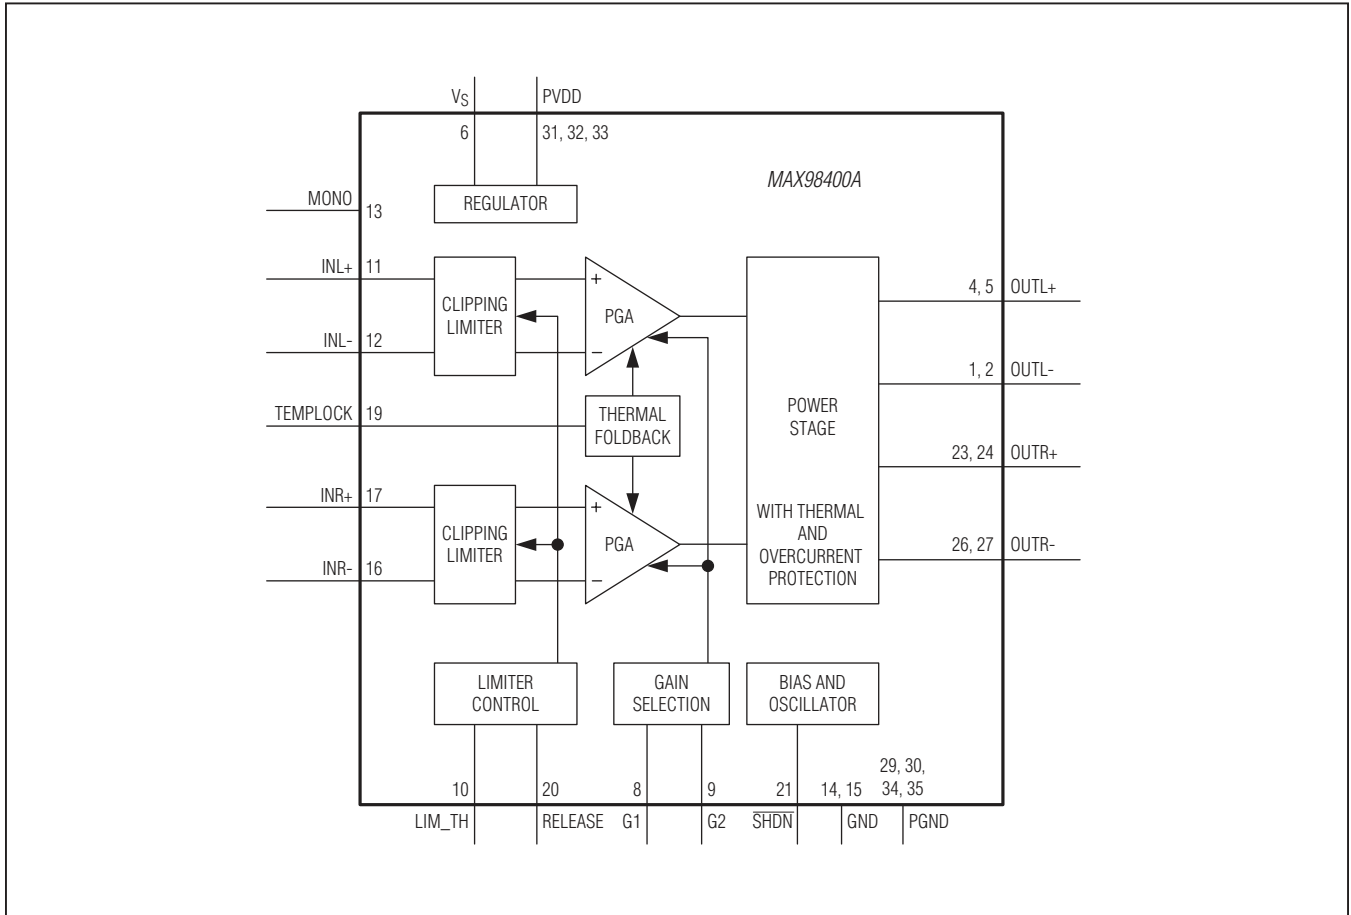 VS PVDD
6 31, 32, 33
MAX98400A
MONO 13
REGULATOR
INL+ 11
CLIPPING
LIMITER
+
PGA
−
INL- 12
4, 5 OUTL+
1, 2 OUTL-
TEMPLOCK 19
THERMAL
FOLDBACK
POWER
STAGE
23, 24 OUTR+
INR+ 17
CLIPPING
LIMITER
+
PGA
−
INR- 16
WITH THERMAL
AND
OVERCURRENT
PROTECTION
26, 27 OUTR-
LIMITER
CONTROL
GAIN
SELECTION
BIAS AND
OSCILLATOR
29, 30,
10 20 8 9 21 14, 15 34, 35
LIM_TH RELEASE G1 G2 SHDN GND PGND